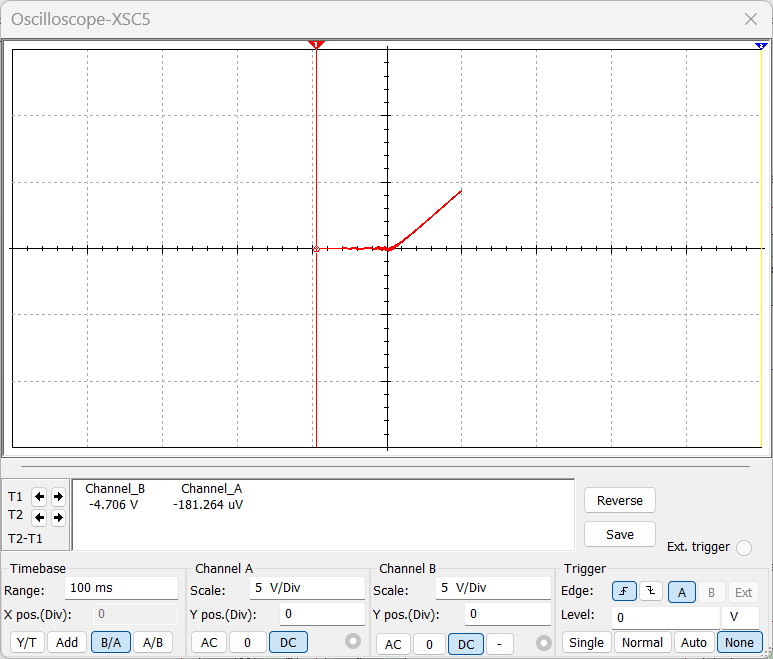 Oscilloscope-XSC5
1
2
Channel_B Channel_A
T1 -4.706 V -181.264 uV
T2
T2-T1
Reverse
Save
Ext. trigger
Timebase Channel A Channel B Trigger
Range: 100 ms Scale: 5 V/Div Scale: 5 V/Div Edge: A B Ext
X pos.(Div): 0 Y pos.(Div): 0 Y pos.(Div): 0 Level: 0 V
Y/T Add B/A A/B AC 0 DC AC 0 DC - Single Normal Auto None